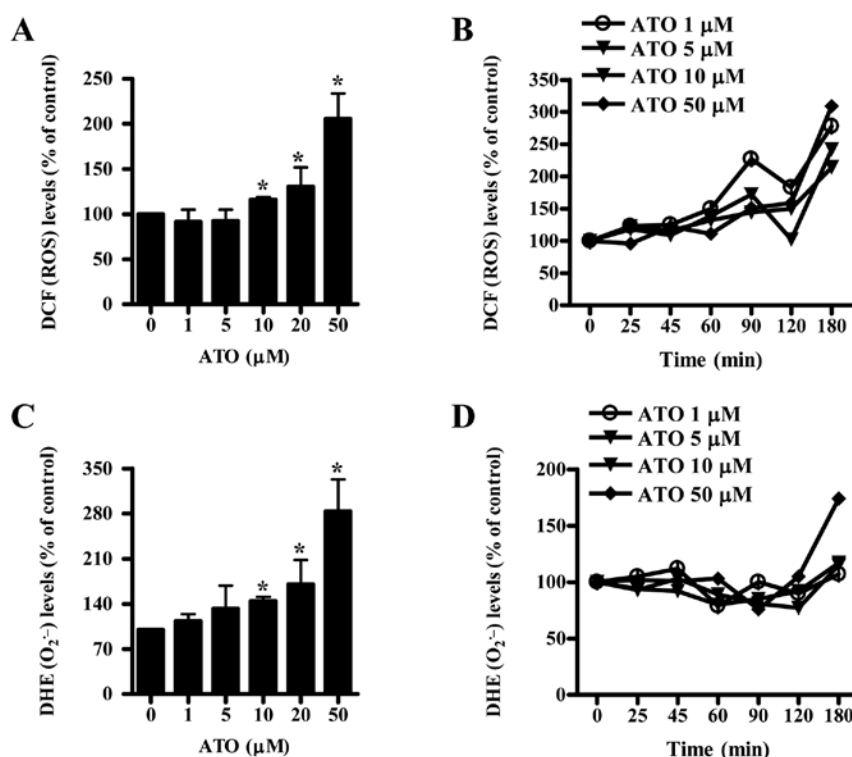 A
DCF (ROS) levels (% of control)
250
200
150
100
50
0
*
*
*
0 1 5 10 20 50
ATO (μM)
B
ATO 1 μM
ATO 5 μM
ATO 10 μM
ATO 50 μM
DCF (ROS) levels (% of control)
350
300
250
200
150
100
50
0
0 25 45 60 90 120 180
Time (min)
C
DHE (O₂·⁻) levels (% of control)
350
280
210
140
70
0
*
*
*
0 1 5 10 20 50
ATO (μM)
D
ATO 1 μM
ATO 5 μM
ATO 10 μM
ATO 50 μM
DHE (O₂·⁻) levels (% of control)
200
150
100
50
0
0 25 45 60 90 120 180
Time (min)